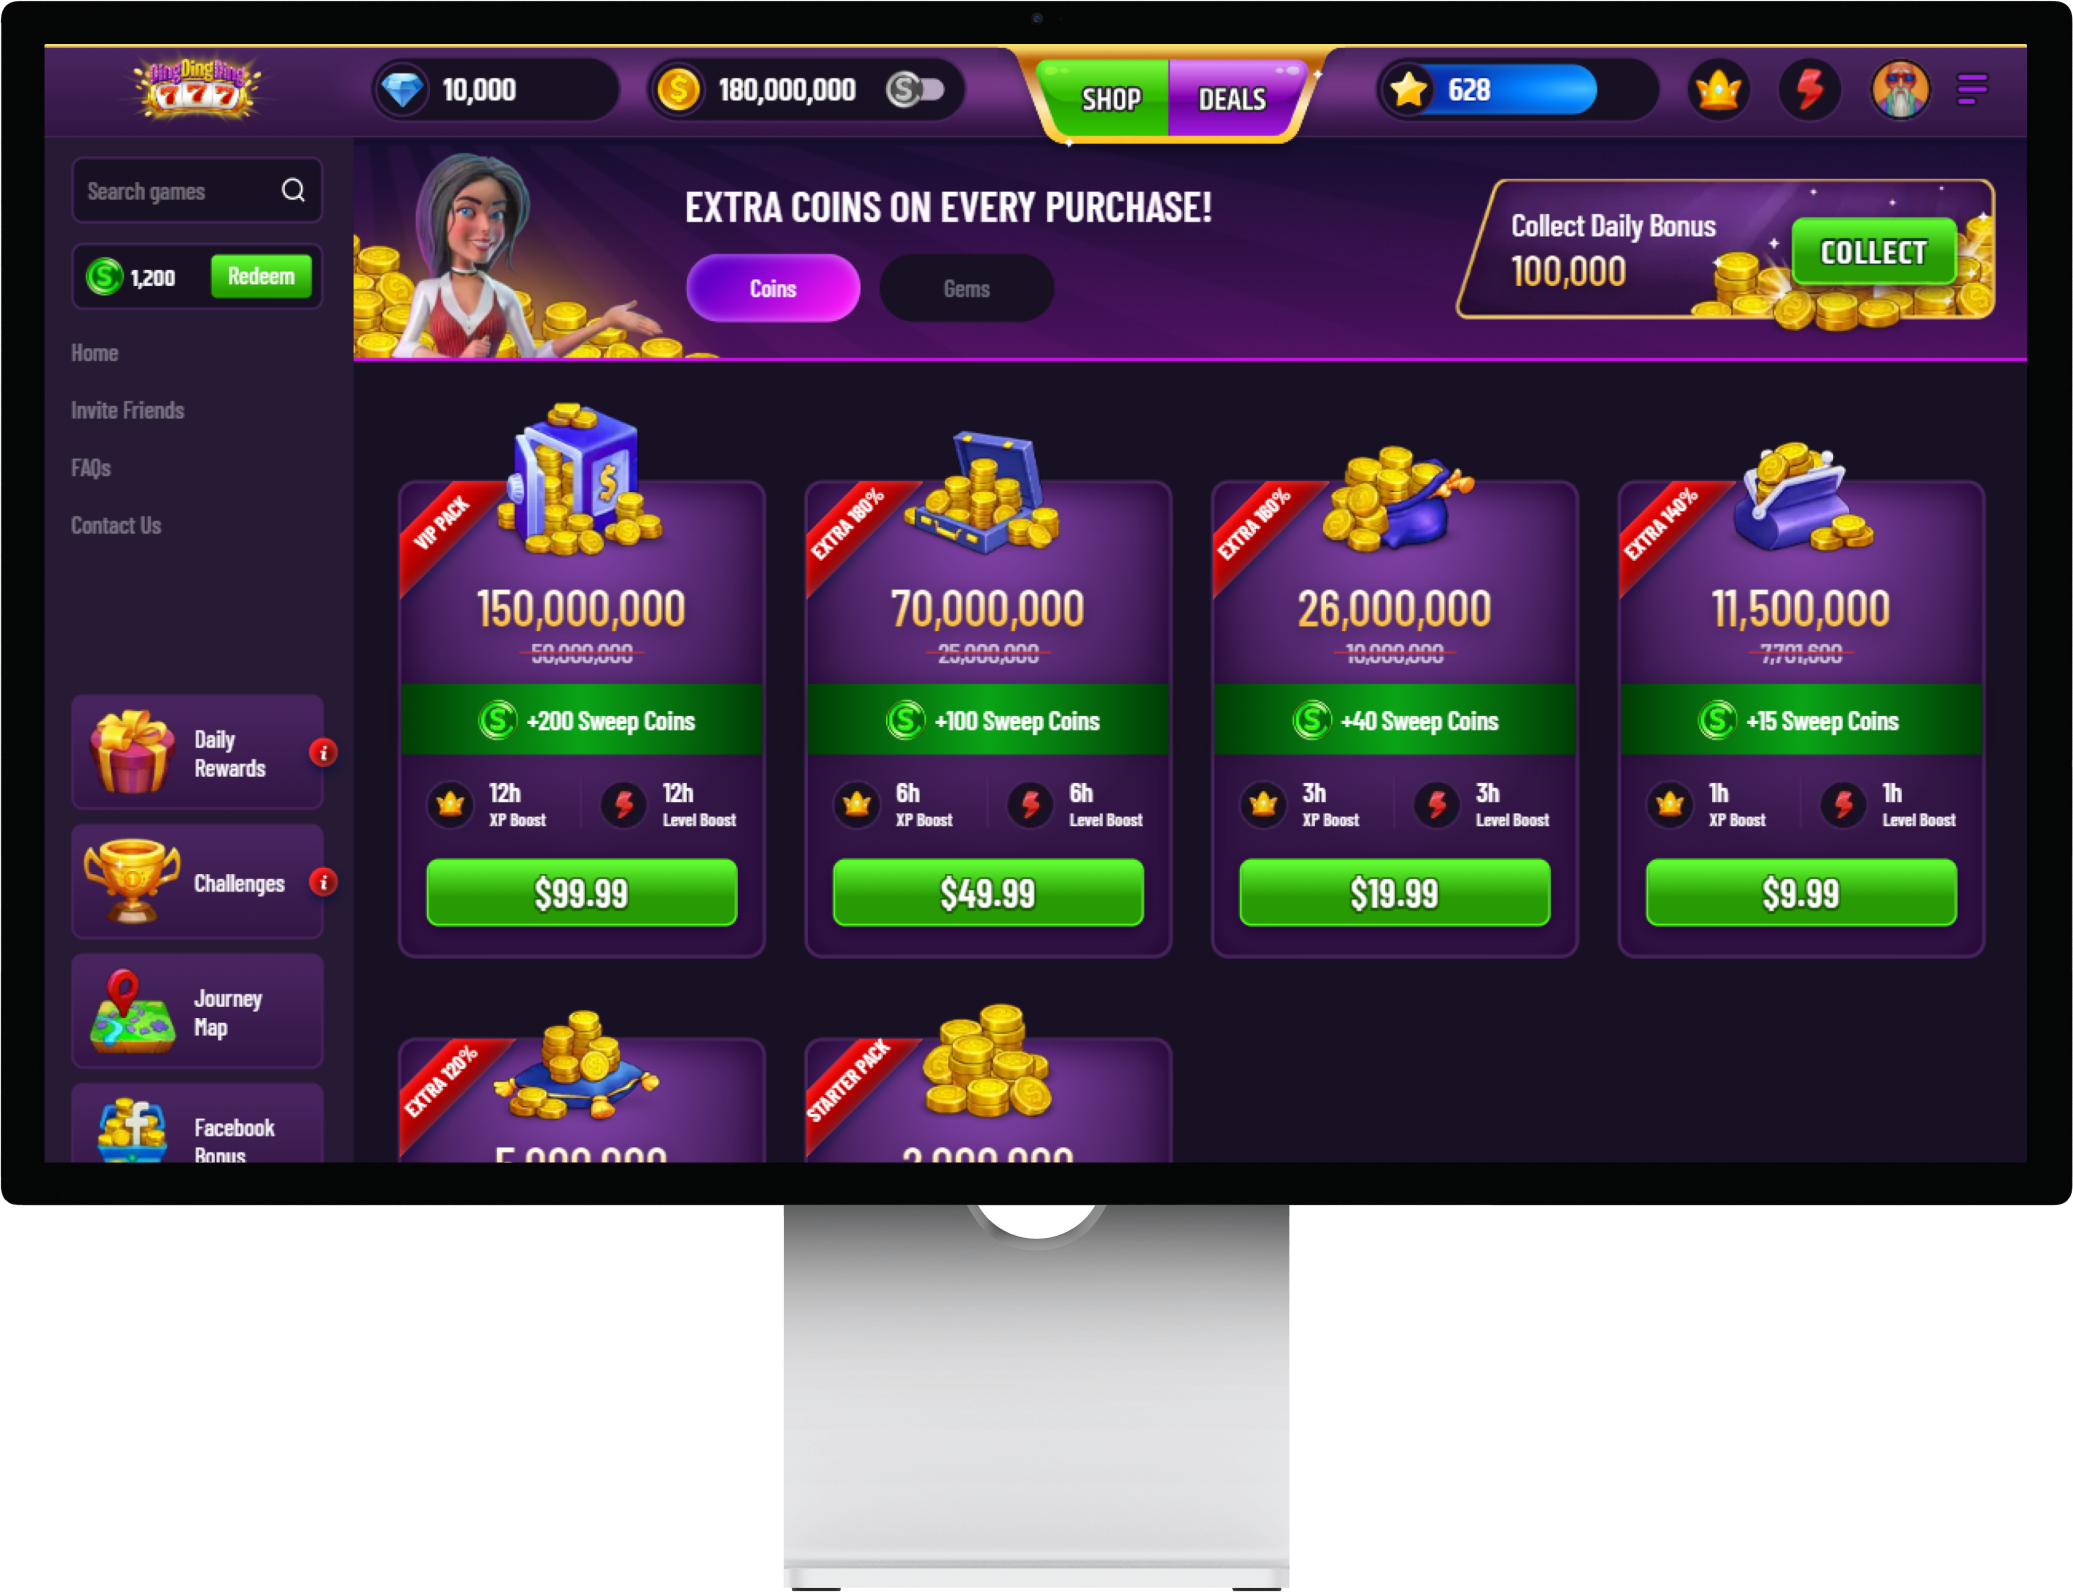 DingDingDing
777
10,000
180,000,000
SHOP
DEALS
628
Search games
1,200
Redeem
Home
Invite Friends
FAQs
Contact Us
Daily
Rewards
Challenges
Journey
Map
Facebook
Bonus
EXTRA COINS ON EVERY PURCHASE!
Coins
Gems
Collect Daily Bonus
100,000
COLLECT
VIP PACK
150,000,000
50,000,000
+200 Sweep Coins
12h
XP Boost
12h
Level Boost
$99.99
EXTRA 180%
70,000,000
25,000,000
+100 Sweep Coins
6h
XP Boost
6h
Level Boost
$49.99
EXTRA 160%
26,000,000
10,000,000
+40 Sweep Coins
3h
XP Boost
3h
Level Boost
$19.99
EXTRA 140%
11,500,000
7,701,600
+15 Sweep Coins
1h
XP Boost
1h
Level Boost
$9.99
EXTRA 120%
5,000,000
STARTER PACK